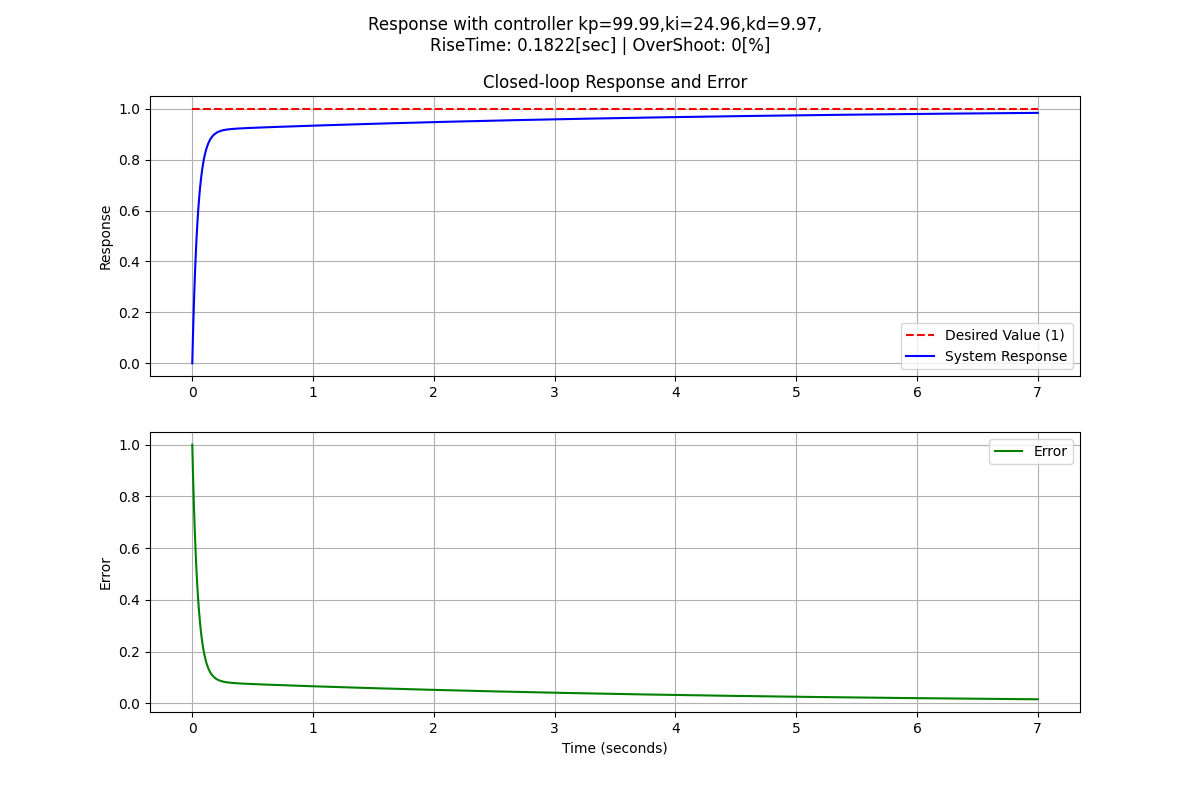 Response with controller kp=99.99,ki=24.96,kd=9.97,
RiseTime: 0.1822[sec] | OverShoot: 0[%]
Closed-loop Response and Error
1.0
0.8
0.6
0.4
0.2
0.0
Response
Desired Value (1)
System Response
0 1 2 3 4 5 6 7
1.0
0.8
0.6
0.4
0.2
0.0
Error
Error
0 1 2 3 4 5 6 7
Time (seconds)